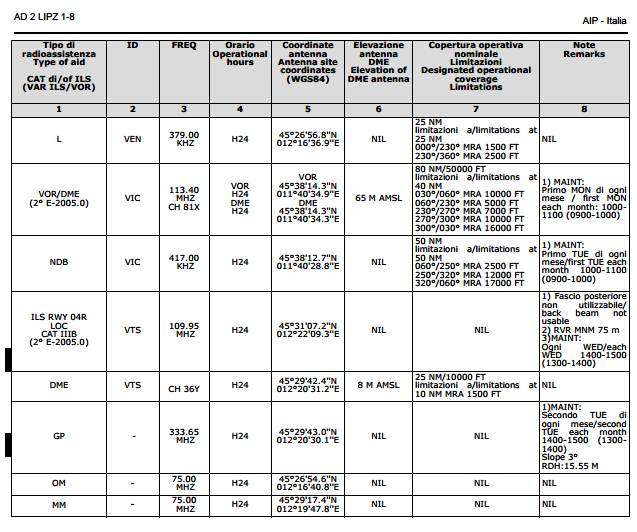 AD 2 LIPZ 1-8
AIP - Italia
Tipo di radioassistenza Type of aid CAT di/of ILS (VAR ILS/VOR)
ID
FREQ
Orario Operational hours
Coordinate antenna Antenna site coordinates (WGS84)
Elevazione antenna DME Elevation of DME antenna
Copertura operativa nominale Limitazioni Designated operational coverage Limitations
Note Remarks
1
2
3
4
5
6
7
8
L
VEN
379.00
KHZ
H24
45°26'56.8"N
012°16'36.9"E
NIL
25 NM
limitazioni a/limitations at
25 NM
000°/230° MRA 1500 FT
230°/360° MRA 2500 FT
NIL
VOR/DME
(2° E-2005.0)
VIC
113.40
MHZ
CH 81X
VOR
H24
DME
H24
VOR
45°38'14.3"N
011°40'34.9"E
DME
45°38'14.3"N
011°40'34.3"E
65 M AMSL
80 NM/50000 FT
limitazioni a/limitations at
40 NM
030°/060° MRA 10000 FT
060°/230° MRA 5000 FT
230°/270° MRA 7000 FT
270°/300° MRA 10000 FT
300°/030° MRA 16000 FT
1) MAINT:
Primo MON di ogni
mese / first MON
each month: 1000-
1100 (0900-1000)
NDB
VIC
417.00
KHZ
H24
45°38'12.7"N
011°40'28.8"E
NIL
50 NM
limitazioni a/limitations at
50 NM
060°/250° MRA 2500 FT
250°/320° MRA 12000 FT
320°/060° MRA 17000 FT
1) MAINT:
Primo TUE di ogni
mese/first TUE each
month 1000-1100
(0900-1000)
ILS RWY 04R
LOC
CAT IIIB
(2° E-2005.0)
VTS
109.95
MHZ
H24
45°31'07.2"N
012°22'09.3"E
NIL
NIL
1) Fascio posteriore
non utilizzabile/
back beam not
usable
2) RVR MNM 75 m
3)MAINT:
Ogni WED/each
WED 1400-1500
(1300-1400)
DME
VTS
CH 36Y
H24
45°29'42.4"N
012°20'31.2"E
8 M AMSL
25 NM/10000 FT
limitazioni a/limitations at
10 NM MRA 1500 FT
NIL
GP
-
333.65
MHZ
H24
45°29'43.0"N
012°20'30.1"E
NIL
NIL
1)MAINT:
Secondo TUE di
ogni mese/second
TUE each month
1400-1500 (1300-
1400)
Slope 3°
RDH:15.55 M
OM
-
75.00
MHZ
H24
45°26'54.6"N
012°16'40.8"E
NIL
NIL
NIL
MM
-
75.00
MHZ
H24
45°29'17.4"N
012°19'47.8"E
NIL
NIL
NIL